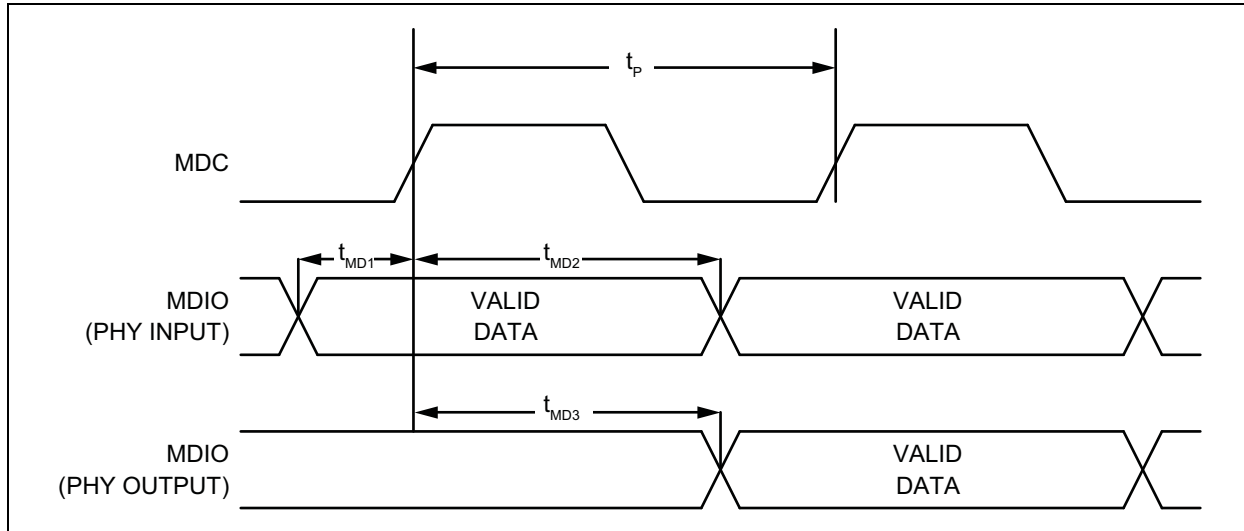 tP
MDC
tMD1
tMD2
MDIO
(PHY INPUT)
VALID
DATA
VALID
DATA
tMD3
MDIO
(PHY OUTPUT)
VALID
DATA